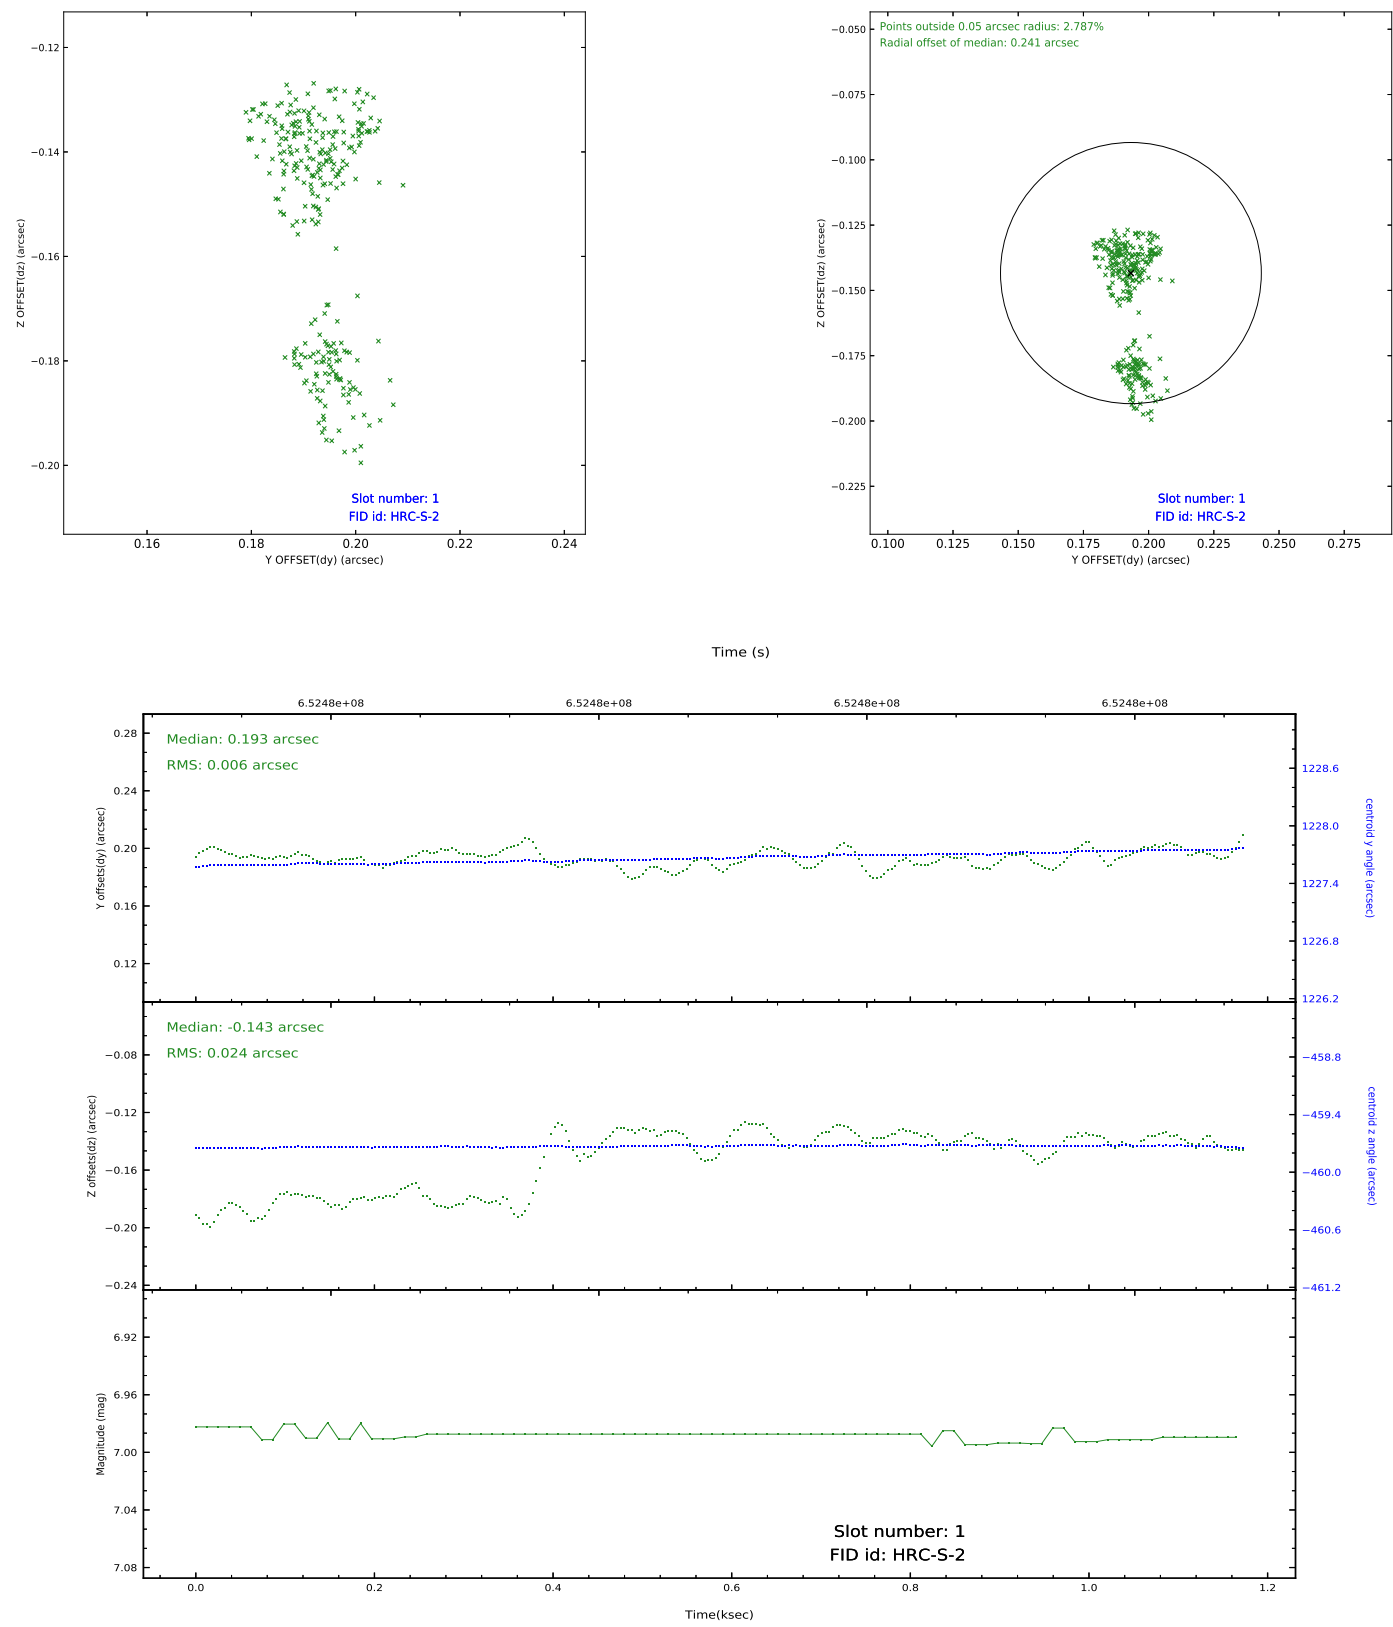 −0.12
−0.14
−0.16
−0.18
−0.20
Z OFFSET(dz) (arcsec)
Slot number: 1
FID id: HRC-S-2
0.16 0.18 0.20 0.22 0.24
Y OFFSET(dy) (arcsec)
Points outside 0.05 arcsec radius: 2.787%
Radial offset of median: 0.241 arcsec
−0.050
−0.075
−0.100
−0.125
−0.150
−0.175
−0.200
−0.225
Z OFFSET(dz) (arcsec)
Slot number: 1
FID id: HRC-S-2
0.100 0.125 0.150 0.175 0.200 0.225 0.250 0.275
Y OFFSET(dy) (arcsec)
Time (s)
6.5248e+08 6.5248e+08 6.5248e+08 6.5248e+08
Median: 0.193 arcsec
RMS: 0.006 arcsec
0.28
0.24
0.20
0.16
0.12
Y offsets(dy) (arcsec)
1228.6
1228.0
1227.4
1226.8
1226.2
centroid y angle (arcsec)
Median: -0.143 arcsec
RMS: 0.024 arcsec
−0.08
−0.12
−0.16
−0.20
−0.24
Z offsets(dz) (arcsec)
−458.8
−459.4
−460.0
−460.6
−461.2
centroid z angle (arcsec)
6.92
6.96
7.00
7.04
7.08
Magnitude (mag)
Slot number: 1
FID id: HRC-S-2
0.0 0.2 0.4 0.6 0.8 1.0 1.2
Time(ksec)